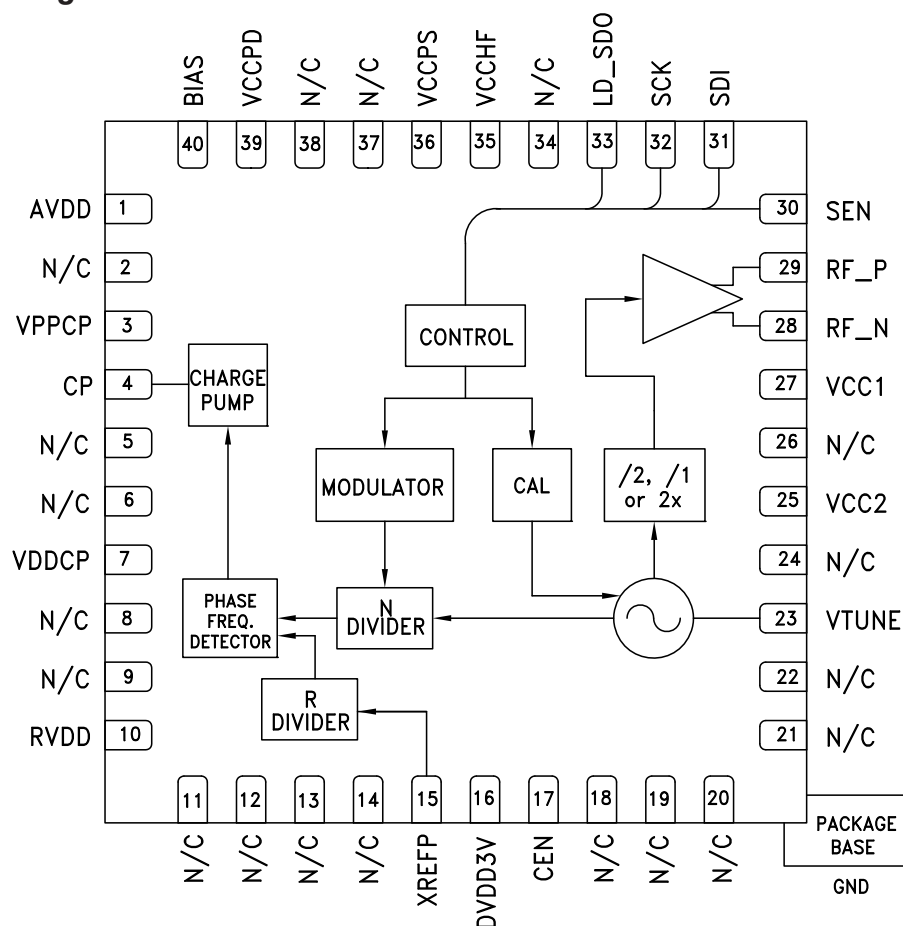 g
BIAS
VCCPD
N/C
N/C
VCCPS
VCCHF
N/C
LD_SDO
SCK
SDI
40
39
38
37
36
35
34
33
32
31
AVDD 1
N/C 2
VPPCP 3
CP 4
N/C 5
N/C 6
VDDCP 7
N/C 8
N/C 9
RVDD 10
30 SEN
29 RF_P
28 RF_N
27 VCC1
26 N/C
25 VCC2
24 N/C
23 VTUNE
22 N/C
21 N/C
CONTROL
CHARGE
PUMP
MODULATOR
CAL
/2, /1
or 2x
PHASE
FREQ.
DETECTOR
N
DIVIDER
R
DIVIDER
11
12
13
14
15
16
17
18
19
20
N/C
N/C
N/C
N/C
XREFP
DVDD3V
CEN
N/C
N/C
N/C
PACKAGE
BASE
GND